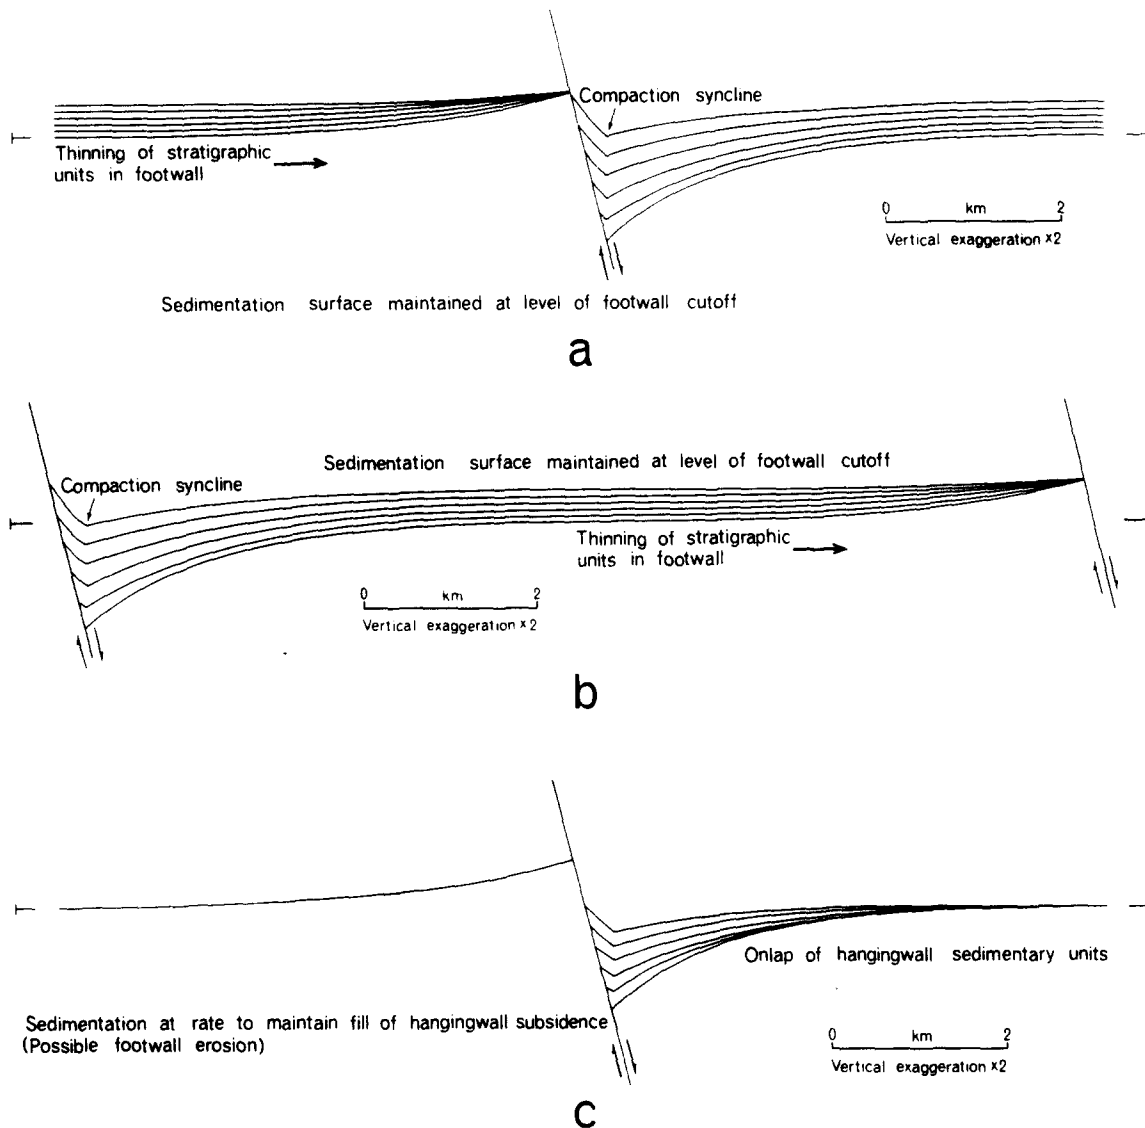 Compaction syncline
T
Thinning of stratigraphic
units in footwall
0 km 2
Vertical exaggeration x2
Sedimentation surface maintained at level of footwall cutoff
a
Sedimentation surface maintained at level of footwall cutoff
Compaction syncline
T
Thinning of stratigraphic
units in footwall
0 km 2
Vertical exaggeration x2
b
T
Onlap of hangingwall sedimentary units
Sedimentation at rate to maintain fill of hangingwall subsidence
(Possible footwall erosion)
0 km 2
Vertical exaggeration x2
c